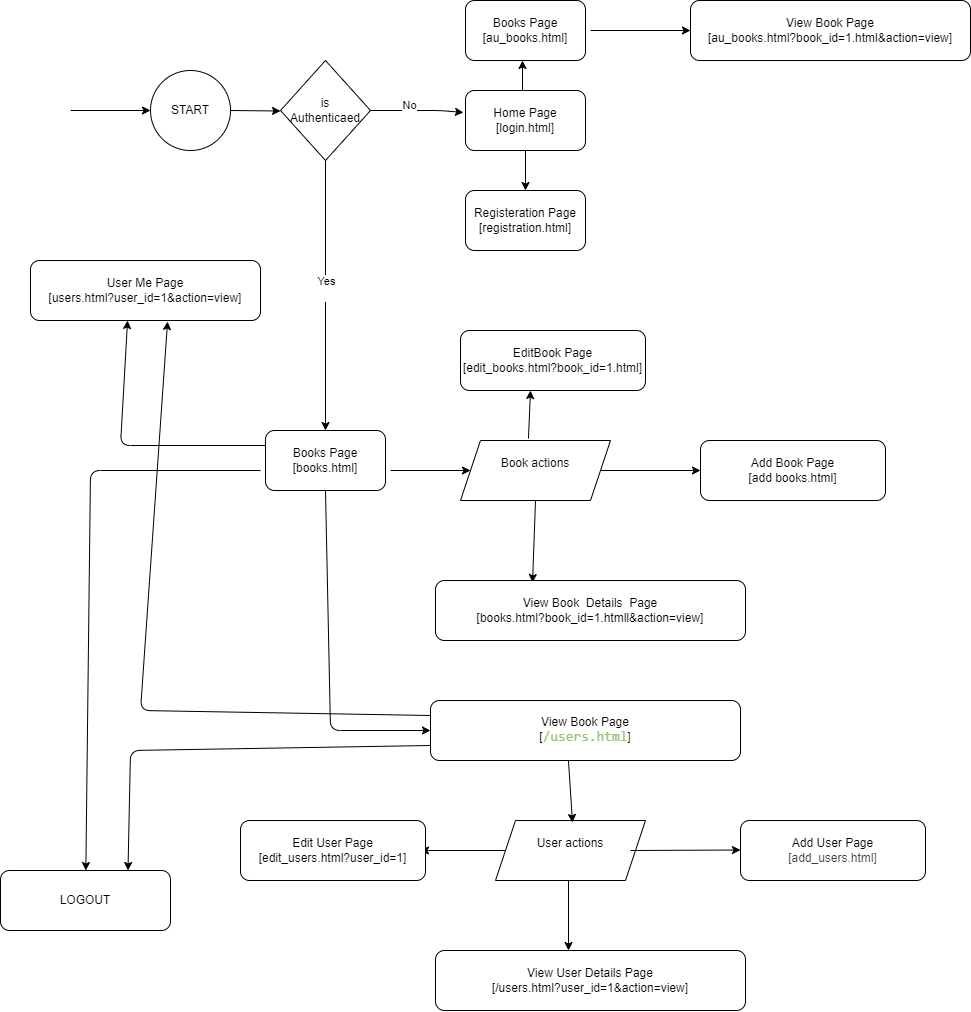 Books Page
[au_books.html]
View Book Page
[au_books.html?book_id=1.html&action=view]
START
is
Authenticaed
No
Home Page
[login.html]
Registeration Page
[registration.html]
Yes
User Me Page
[users.html?user_id=1&action=view]
EditBook Page
[edit_books.html?book_id=1.html]
Books Page
[books.html]
Book actions
Add Book Page
[add books.html]
View Book  Details  Page
[books.html?book_id=1.htmll&action=view]
View Book Page
[/users.html]
Edit User Page
[edit_users.html?user_id=1]
User actions
Add User Page
[add_users.html]
LOGOUT
View User Details Page
[/users.html?user_id=1&action=view]